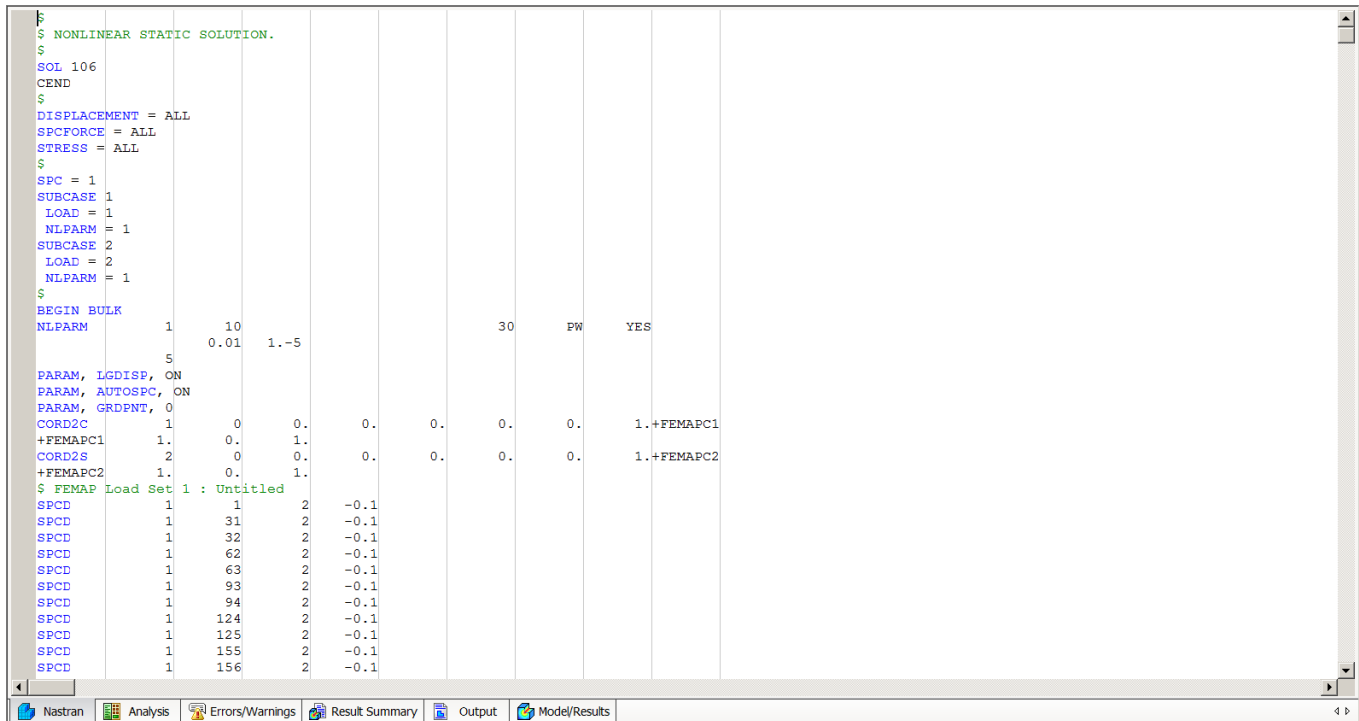 $
$ NONLINEAR STATIC SOLUTION.
$
SOL 106
CEND
$
DISPLACEMENT = ALL
SPCFORCE = ALL
STRESS = ALL
$
SPC = 1
SUBCASE 1
 LOAD = 1
 NLPARM = 1
SUBCASE 2
 LOAD = 2
 NLPARM = 1
$
BEGIN BULK
NLPARM         1      10                              30      PW     YES
                    0.01   1.-5
               5
PARAM, LGDISP, ON
PARAM, AUTOSPC, ON
PARAM, GRDPNT, 0
CORD2C         1       0      0.      0.      0.      0.      0.      1.+FEMAPC1
+FEMAPC1      1.      0.      1.
CORD2S         2       0      0.      0.      0.      0.      0.      1.+FEMAPC2
+FEMAPC2      1.      0.      1.
$ FEMAP Load Set 1 : Untitled
SPCD           1       1       2    -0.1
SPCD           1      31       2    -0.1
SPCD           1      32       2    -0.1
SPCD           1      62       2    -0.1
SPCD           1      63       2    -0.1
SPCD           1      93       2    -0.1
SPCD           1      94       2    -0.1
SPCD           1     124       2    -0.1
SPCD           1     125       2    -0.1
SPCD           1     155       2    -0.1
SPCD           1     156       2    -0.1
Nastran Analysis Errors/Warnings Result Summary Output Model/Results